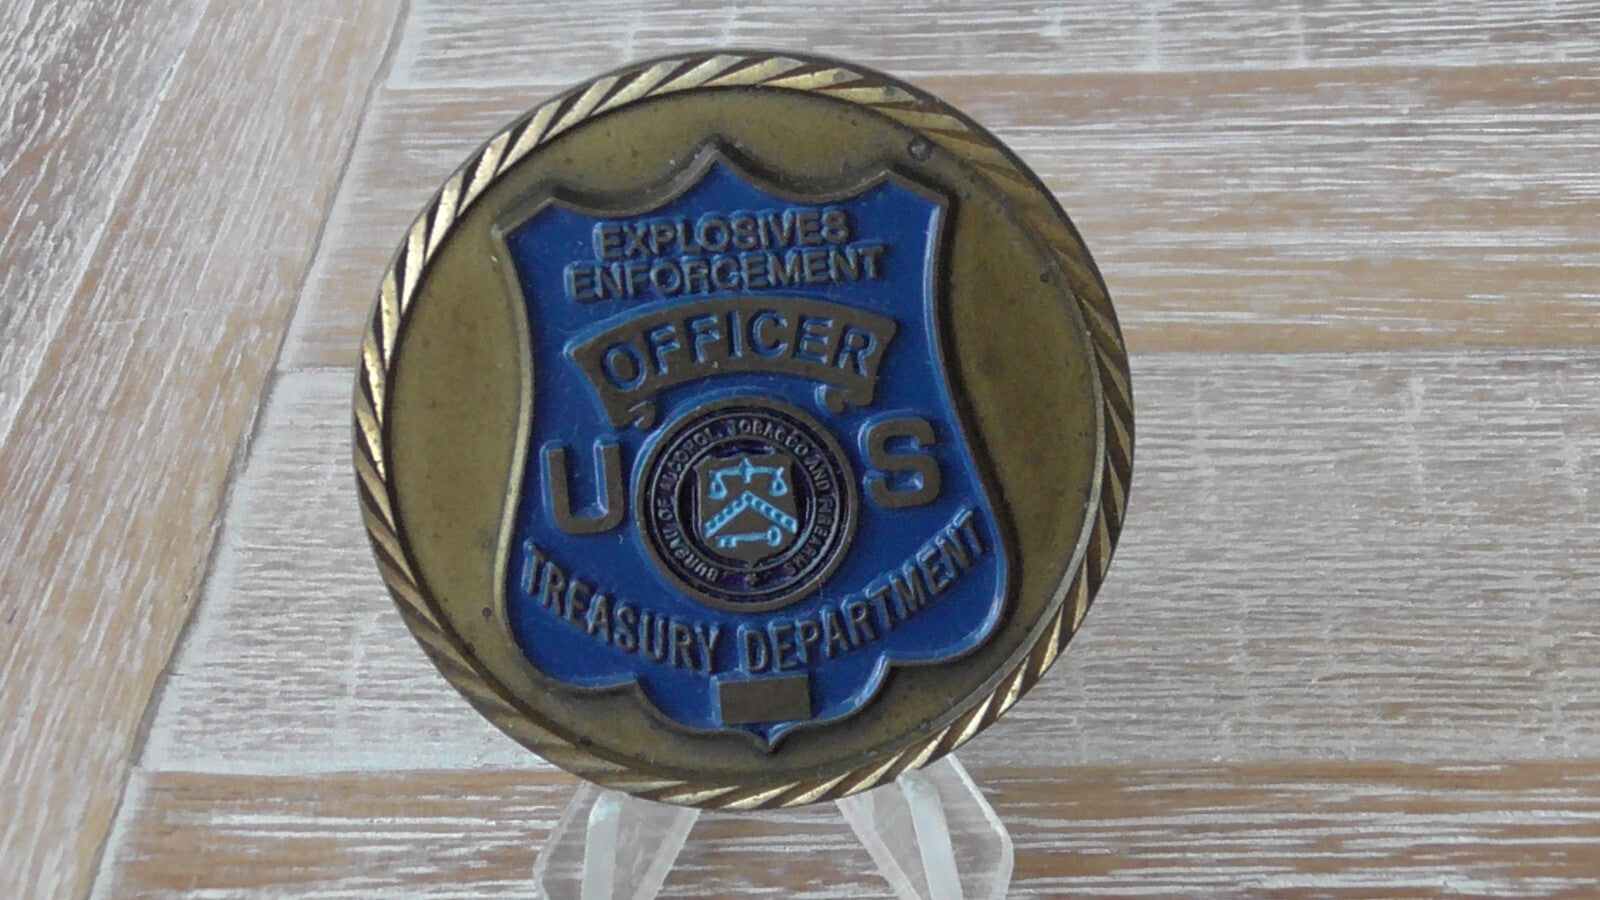 EXPLOSIVES
ENFORCEMENT
OFFICER
U S
BUREAU OF ALCOHOL, TOBACCO AND FIREARMS
TREASURY DEPARTMENT